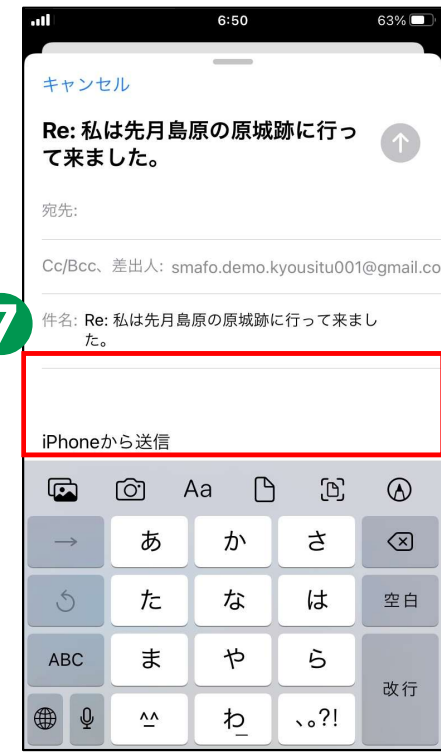 6:50 63%
キャンセル
Re: 私は先月島原の原城跡に行っ
て来ました。
宛先:
Cc/Bcc、差出人: smafo.demo.kyousitu001@gmail.co
7
件名: Re: 私は先月島原の原城跡に行って来まし
た。
iPhoneから送信
Aa
→ あ か さ
た な は 空白
ABC ま や ら
改行
^^ わ_ 、。?!